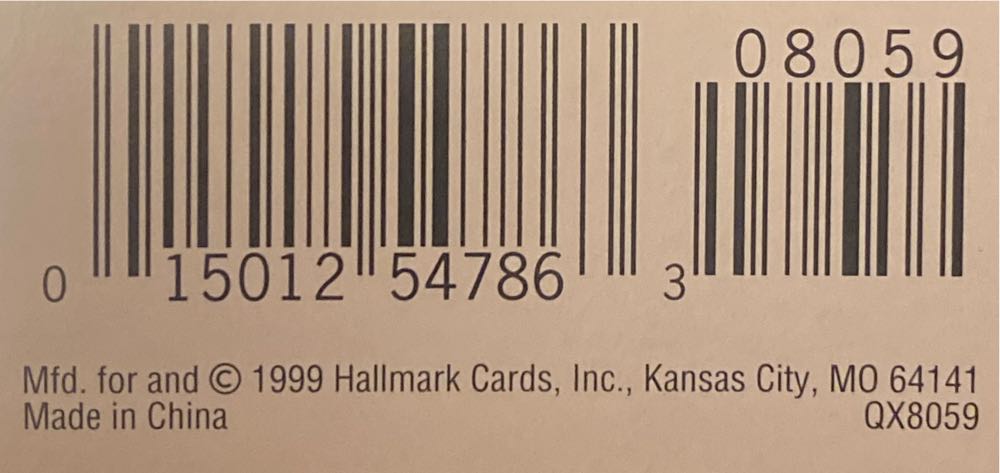 08059
0 15012 54786 3
Mfd. for and © 1999 Hallmark Cards, Inc., Kansas City, MO 64141
Made in China QX8059